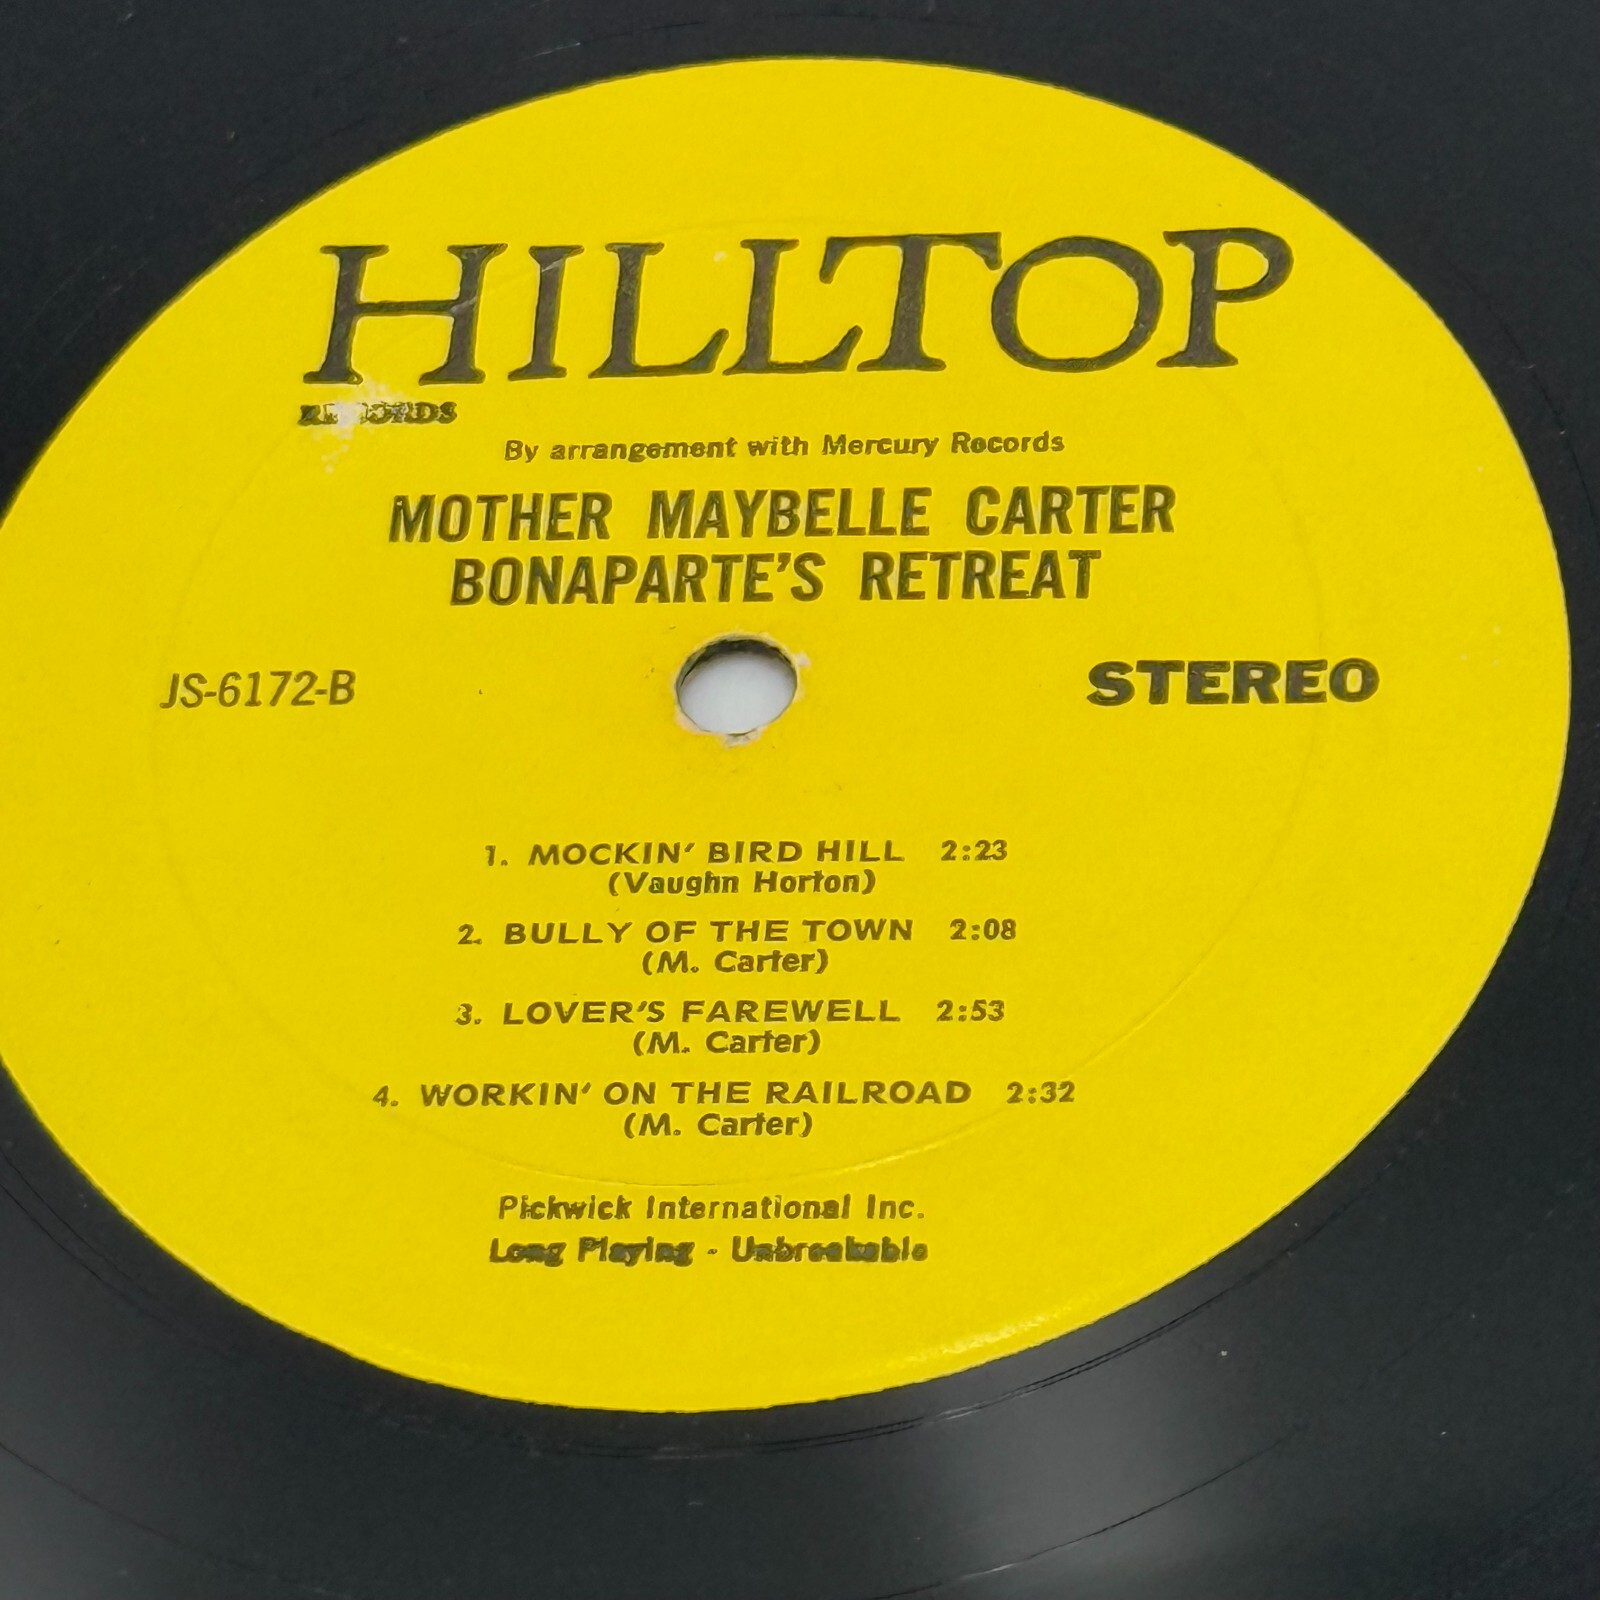 HILLTOP
RECORDS
By arrangement with Mercury Records
MOTHER MAYBELLE CARTER
BONAPARTE'S RETREAT
JS-6172-B
STEREO
1. MOCKIN' BIRD HILL 2:23
(Vaughn Horton)
2. BULLY OF THE TOWN 2:08
(M. Carter)
3. LOVER'S FAREWELL 2:53
(M. Carter)
4. WORKIN' ON THE RAILROAD 2:32
(M. Carter)
Pickwick International Inc.
Long Playing - Unbreakable